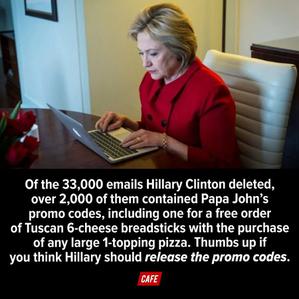 Of the 33,000 emails Hillary Clinton deleted,
over 2,000 of them contained Papa John's
promo codes, including one for a free order
of Tuscan 6-cheese breadsticks with the purchase
of any large 1-topping pizza. Thumbs up if
you think Hillary should release the promo codes.
CAFE